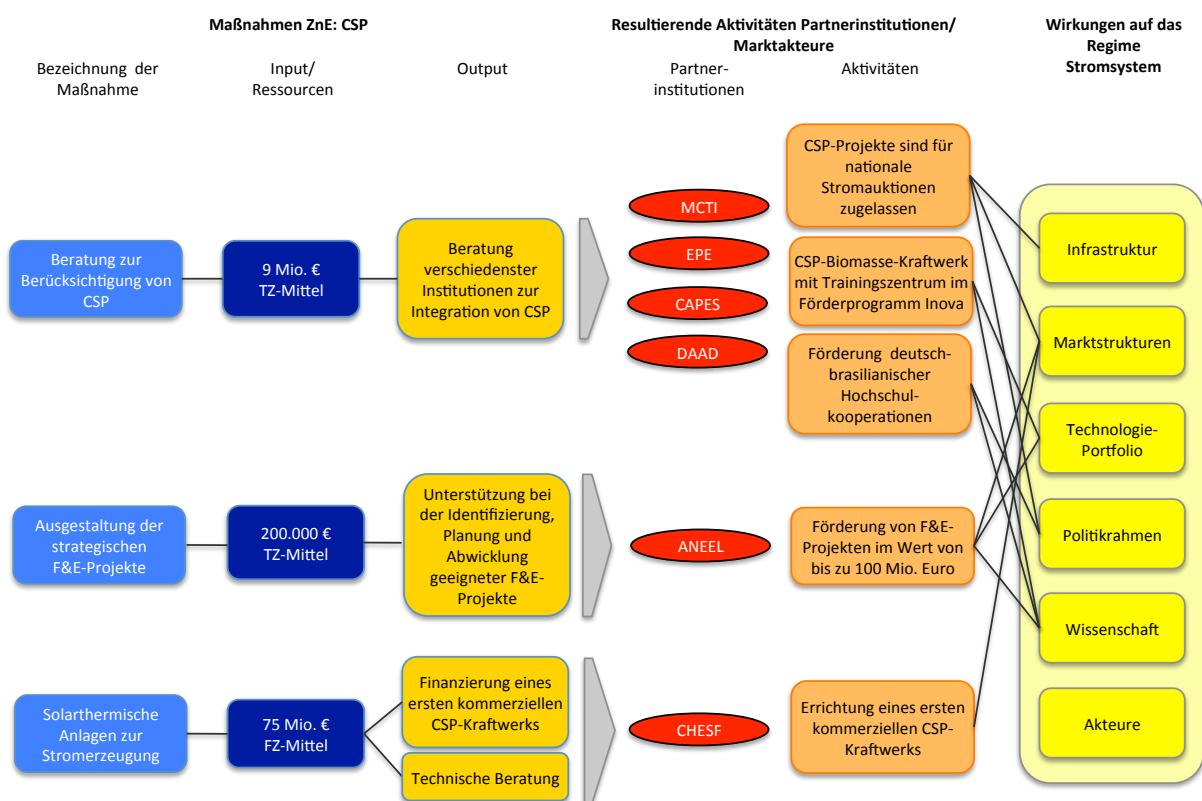 Maßnahmen ZnE: CSP
Resultierende Aktivitäten Partnerinstitutionen/
Marktakteure
Wirkungen auf das
Regime
Stromsystem
Bezeichnung der
Maßnahme
Input/
Ressourcen
Output
Partner-
institutionen
Aktivitäten
Beratung zur
Berücksichtigung von
CSP
9 Mio. €
TZ-Mittel
Beratung
verschiedenster
Institutionen zur
Integration von CSP
MCTI
EPE
CAPES
DAAD
CSP-Projekte sind für
nationale
Stromauktionen
zugelassen
CSP-Biomasse-Kraftwerk
mit Trainingszentrum im
Förderprogramm Inova
Förderung deutsch-
brasilianischer
Hochschul-
kooperationen
Ausgestaltung der
strategischen
F&E-Projekte
200.000 €
TZ-Mittel
Unterstützung bei
der Identifizierung,
Planung und
Abwicklung
geeigneter F&E-
Projekte
ANEEL
Förderung von F&E-
Projekten im Wert von
bis zu 100 Mio. Euro
Solarthermische
Anlagen zur
Stromerzeugung
75 Mio. €
FZ-Mittel
Finanzierung eines
ersten kommerziellen
CSP-Kraftwerks
Technische Beratung
CHESF
Errichtung eines ersten
kommerziellen CSP-
Kraftwerks
Infrastruktur
Marktstrukturen
Technologie-
Portfolio
Politikrahmen
Wissenschaft
Akteure